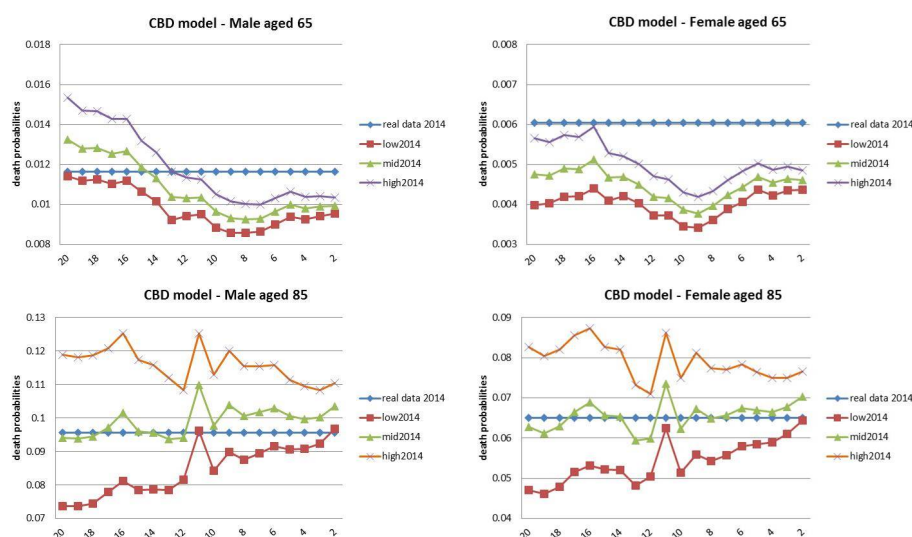 CBD model - Male aged 65
0.018
0.016
0.014
0.012
0.01
0.008
death probabilities
20 18 16 14 12 10 8 6 4 2
real data 2014
low2014
mid2014
high2014
CBD model - Female aged 65
0.008
0.007
0.006
0.005
0.004
0.003
death probabilities
20 18 16 14 12 10 8 6 4 2
real data 2014
low2014
mid2014
high2014
CBD model - Male aged 85
0.13
0.12
0.11
0.1
0.09
0.08
0.07
death probabilities
20 18 16 14 12 10 8 6 4 2
real data 2014
low2014
mid2014
high2014
CBD model - Female aged 85
0.09
0.08
0.07
0.06
0.05
0.04
death probabilities
20 18 16 14 12 10 8 6 4 2
real data 2014
low2014
mid2014
high2014